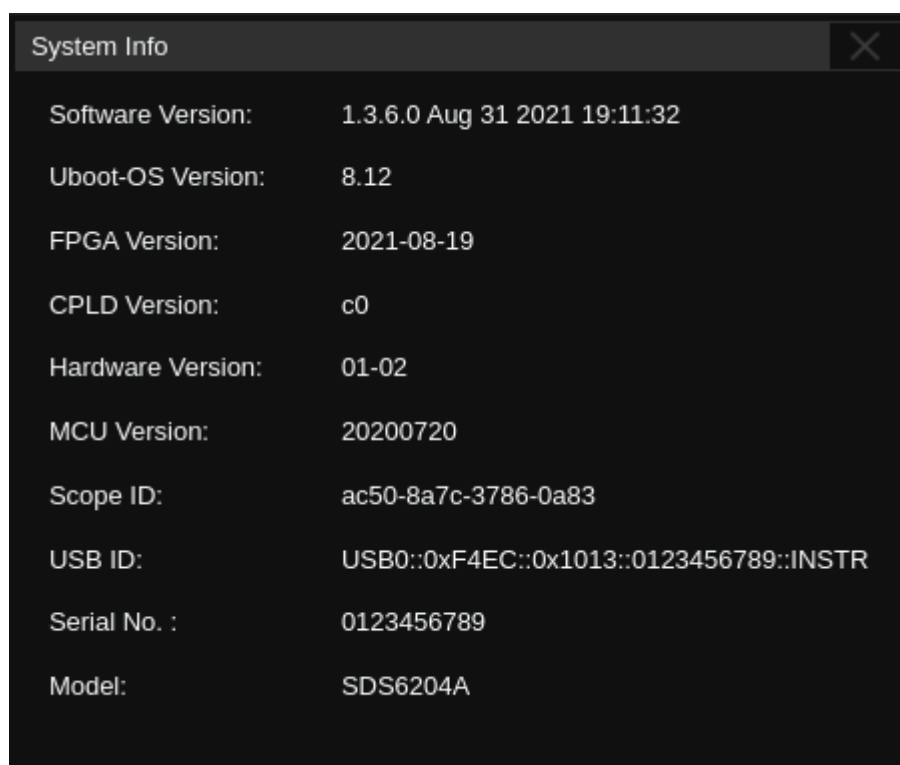 System Info
Software Version: 1.3.6.0 Aug 31 2021 19:11:32
Uboot-OS Version: 8.12
FPGA Version: 2021-08-19
CPLD Version: c0
Hardware Version: 01-02
MCU Version: 20200720
Scope ID: ac50-8a7c-3786-0a83
USB ID: USB0::0xF4EC::0x1013::0123456789::INSTR
Serial No. : 0123456789
Model: SDS6204A